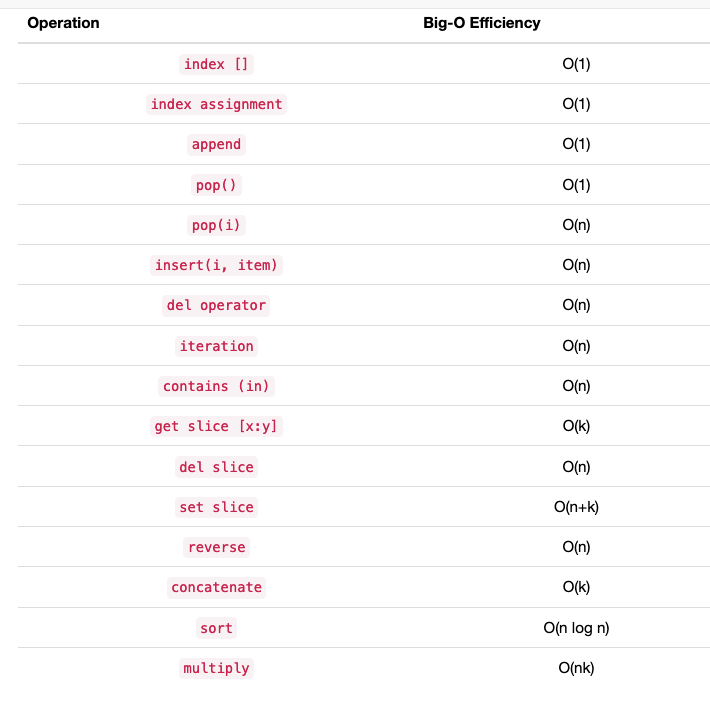 Operation Big-O Efficiency
index [] O(1)
index assignment O(1)
append O(1)
pop() O(1)
pop(i) O(n)
insert(i, item) O(n)
del operator O(n)
iteration O(n)
contains (in) O(n)
get slice [x:y] O(k)
del slice O(n)
set slice O(n+k)
reverse O(n)
concatenate O(k)
sort O(n log n)
multiply O(nk)